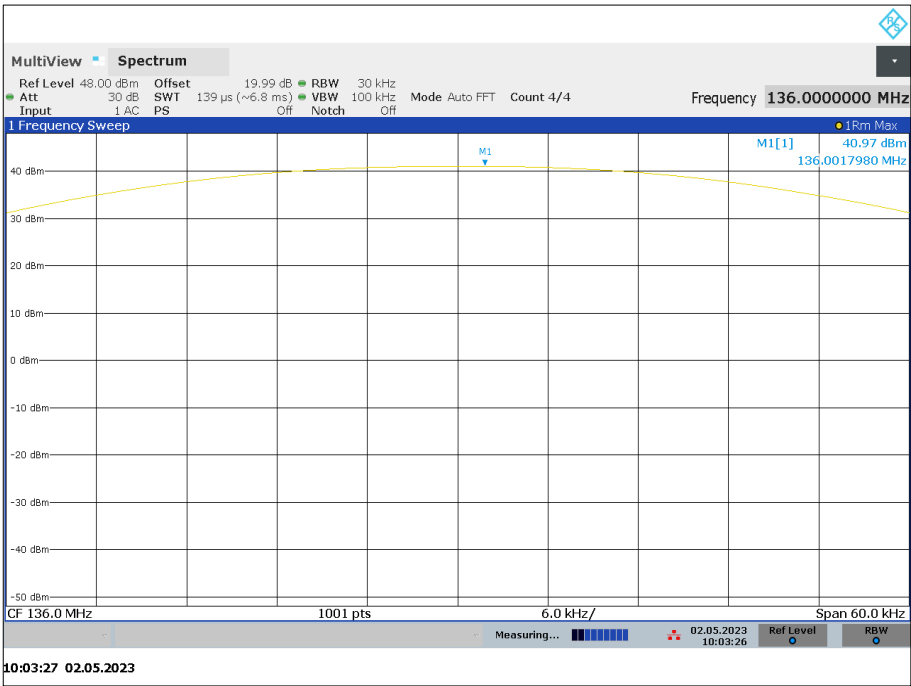 R&S
MultiView Spectrum
Ref Level 48.00 dBm Offset 19.99 dB RBW 30 kHz
Att 30 dB SWT 139 µs (~6.8 ms) VBW 100 kHz Mode Auto FFT Count 4/4 Frequency 136.0000000 MHz
Input 1 AC PS Off Notch Off
1 Frequency Sweep 1Rm Max
M1[1] 40.97 dBm
136.0017980 MHz
M1
40 dBm
30 dBm
20 dBm
10 dBm
0 dBm
-10 dBm
-20 dBm
-30 dBm
-40 dBm
-50 dBm
CF 136.0 MHz 1001 pts 6.0 kHz/ Span 60.0 kHz
Measuring... 02.05.2023 Ref Level RBW
10:03:26
10:03:27 02.05.2023